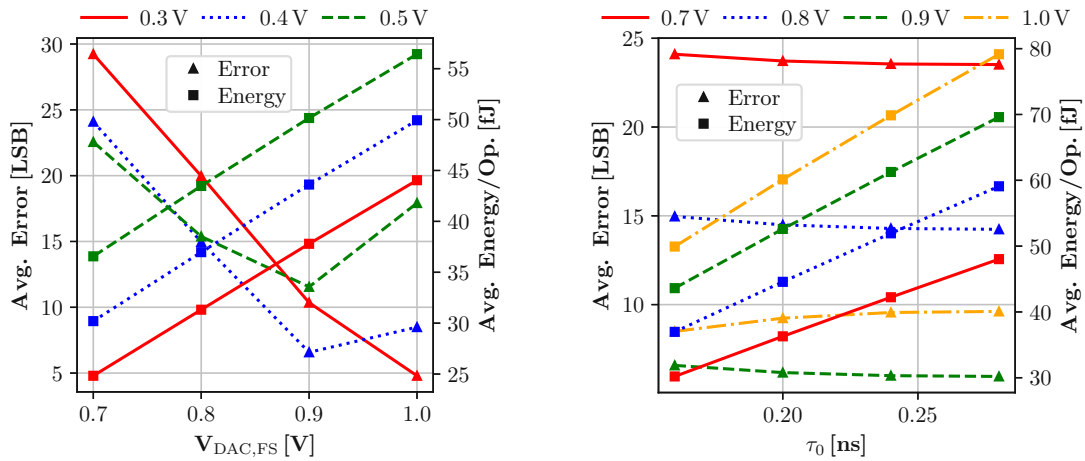 0.3 V 0.4 V 0.5 V
30
25
20
15
10
5
Avg. Error [LSB]
Error
Energy
55
50
45
40
35
30
25
Avg. Energy/Op. [fJ]
0.7 0.8 0.9 1.0
V_DAC,FS [V]
0.7 V 0.8 V 0.9 V 1.0 V
25
20
15
10
Avg. Error [LSB]
Error
Energy
80
70
60
50
40
30
Avg. Energy/Op. [fJ]
0.20 0.25
τ₀ [ns]